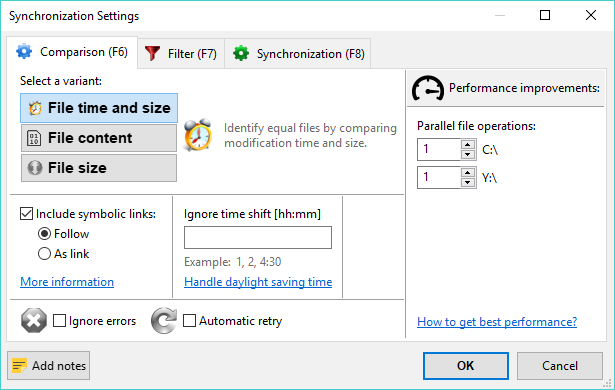 Synchronization Settings
Comparison (F6)
Filter (F7)
Synchronization (F8)
Select a variant:
File time and size
File content
File size
Identify equal files by comparing
modification time and size.
Include symbolic links:
Follow
As link
More information
Ignore time shift [hh:mm]
Example: 1, 2, 4:30
Handle daylight saving time
Ignore errors
Automatic retry
Performance improvements:
Parallel file operations:
1 C:\
1 Y:\
How to get best performance?
Add notes
OK
Cancel